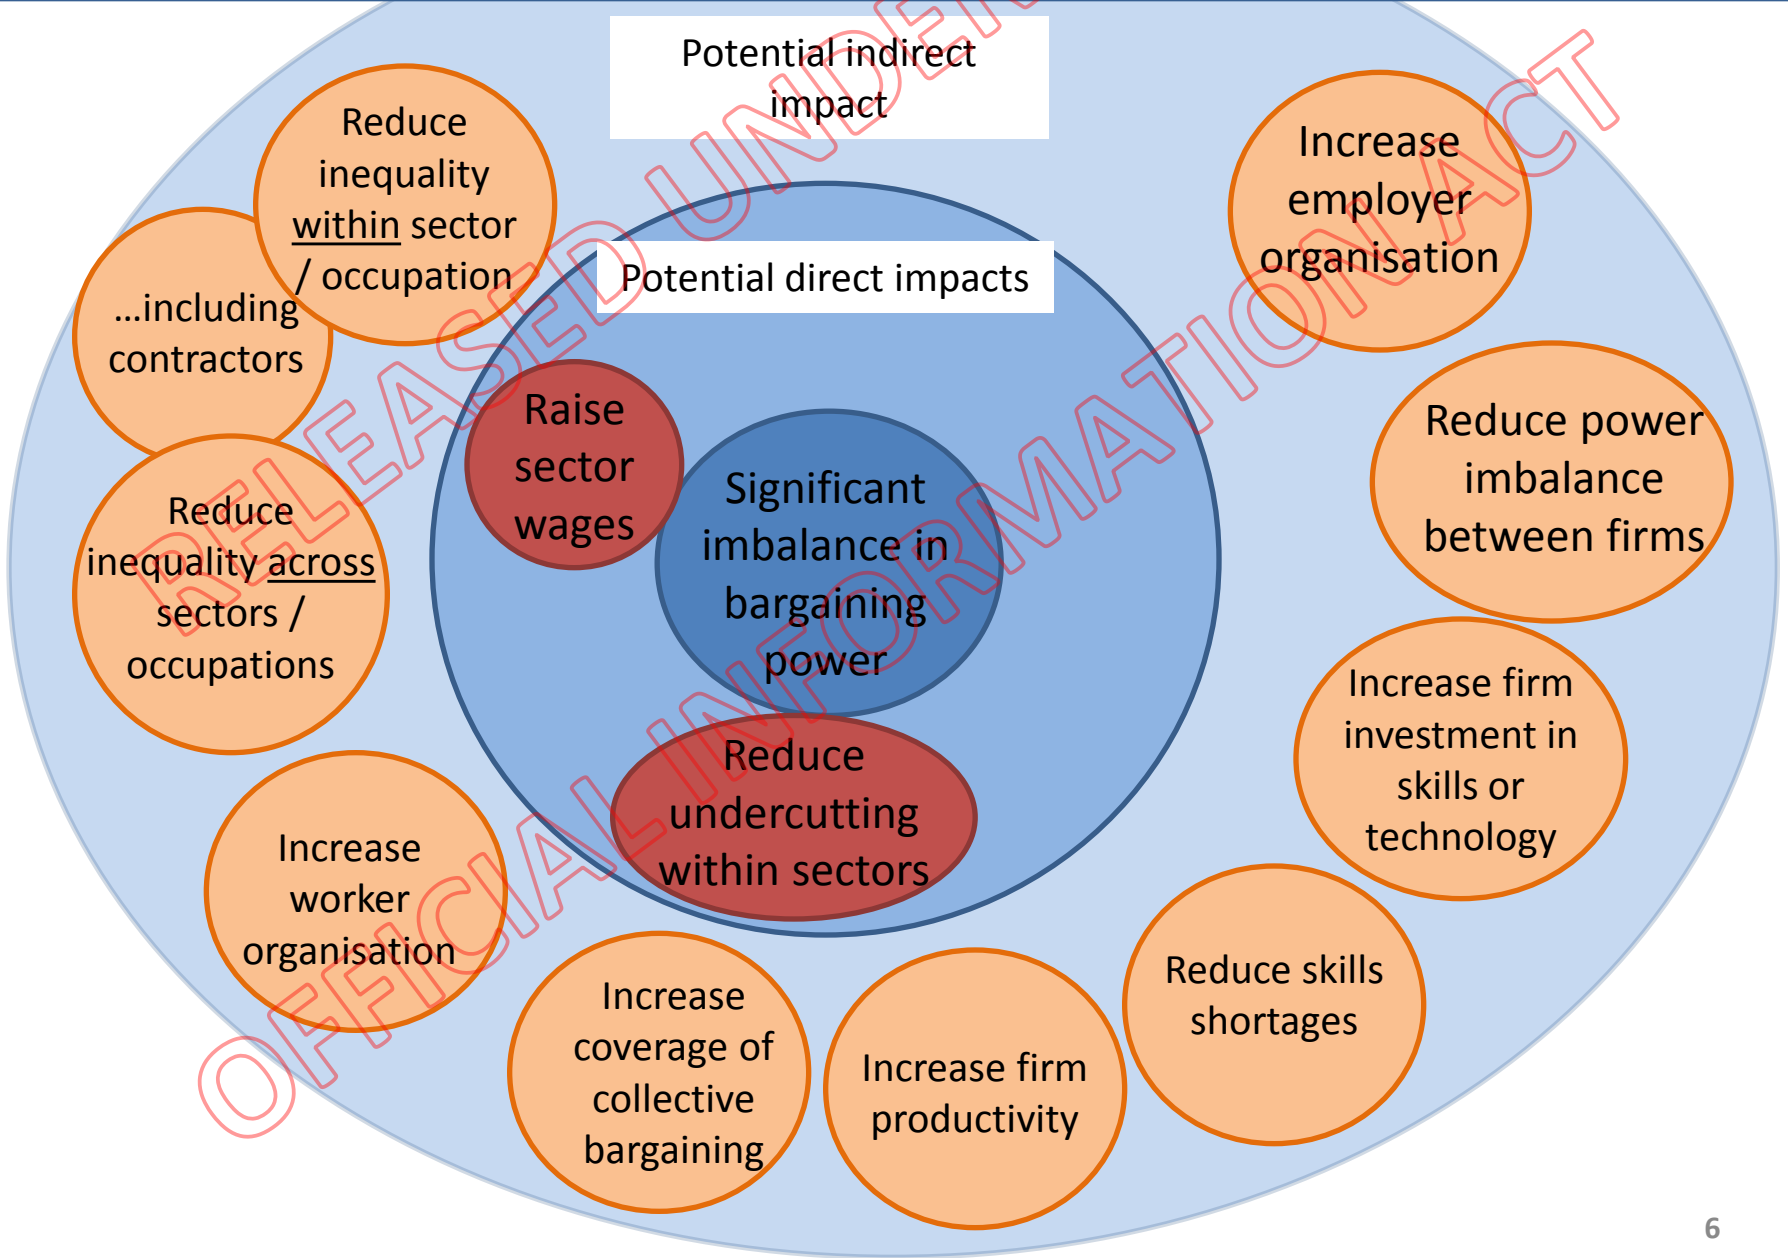 Potential indirect
impact
Reduce
inequality
within sector
/ occupation
...including
contractors
Reduce
inequality across
sectors /
occupations
Increase
worker
organisation
Increase
coverage of
collective
bargaining
Increase firm
productivity
Reduce skills
shortages
Increase firm
investment in
skills or
technology
Reduce power
imbalance
between firms
Increase
employer
organisation
Potential direct impacts
Raise
sector
wages
Significant
imbalance in
bargaining
power
Reduce
undercutting
within sectors
RELEASED UNDER
OFFICIAL INFORMATION ACT
6